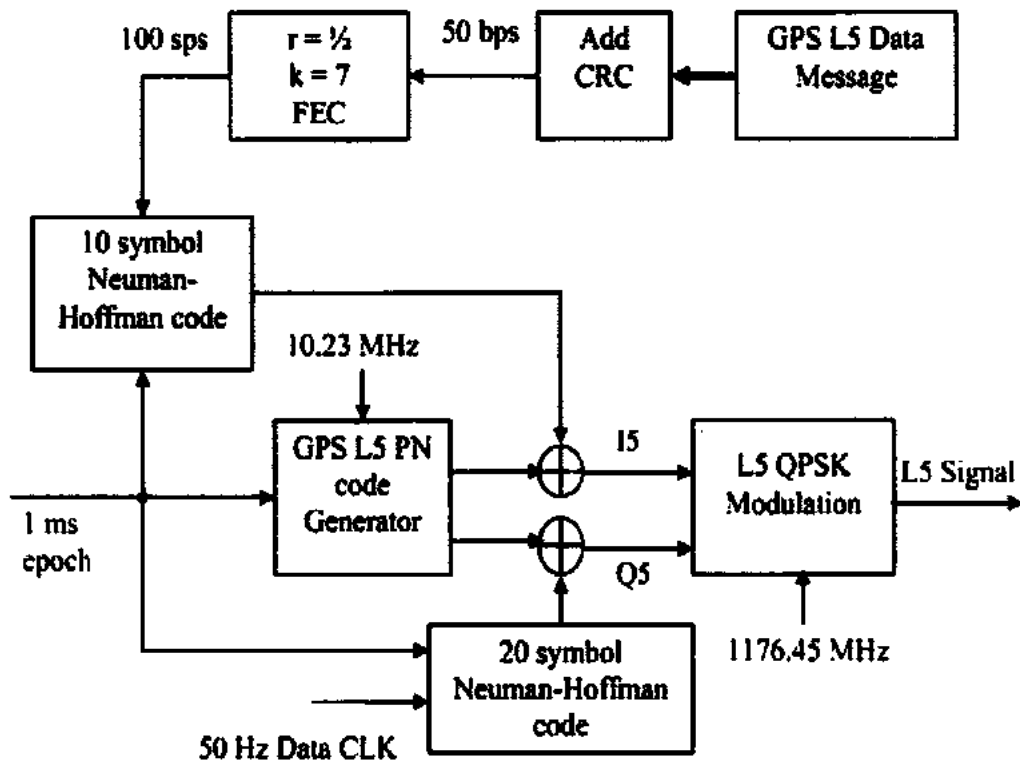 100 sps
r = ½
k = 7
FEC
50 bps
Add
CRC
GPS L5 Data
Message
10 symbol
Neuman-
Hoffman code
10.23 MHz
GPS L5 PN
code
Generator
I5
L5 QPSK
Modulation
L5 Signal
1 ms
epoch
Q5
20 symbol
Neuman-Hoffman
code
1176.45 MHz
50 Hz Data CLK